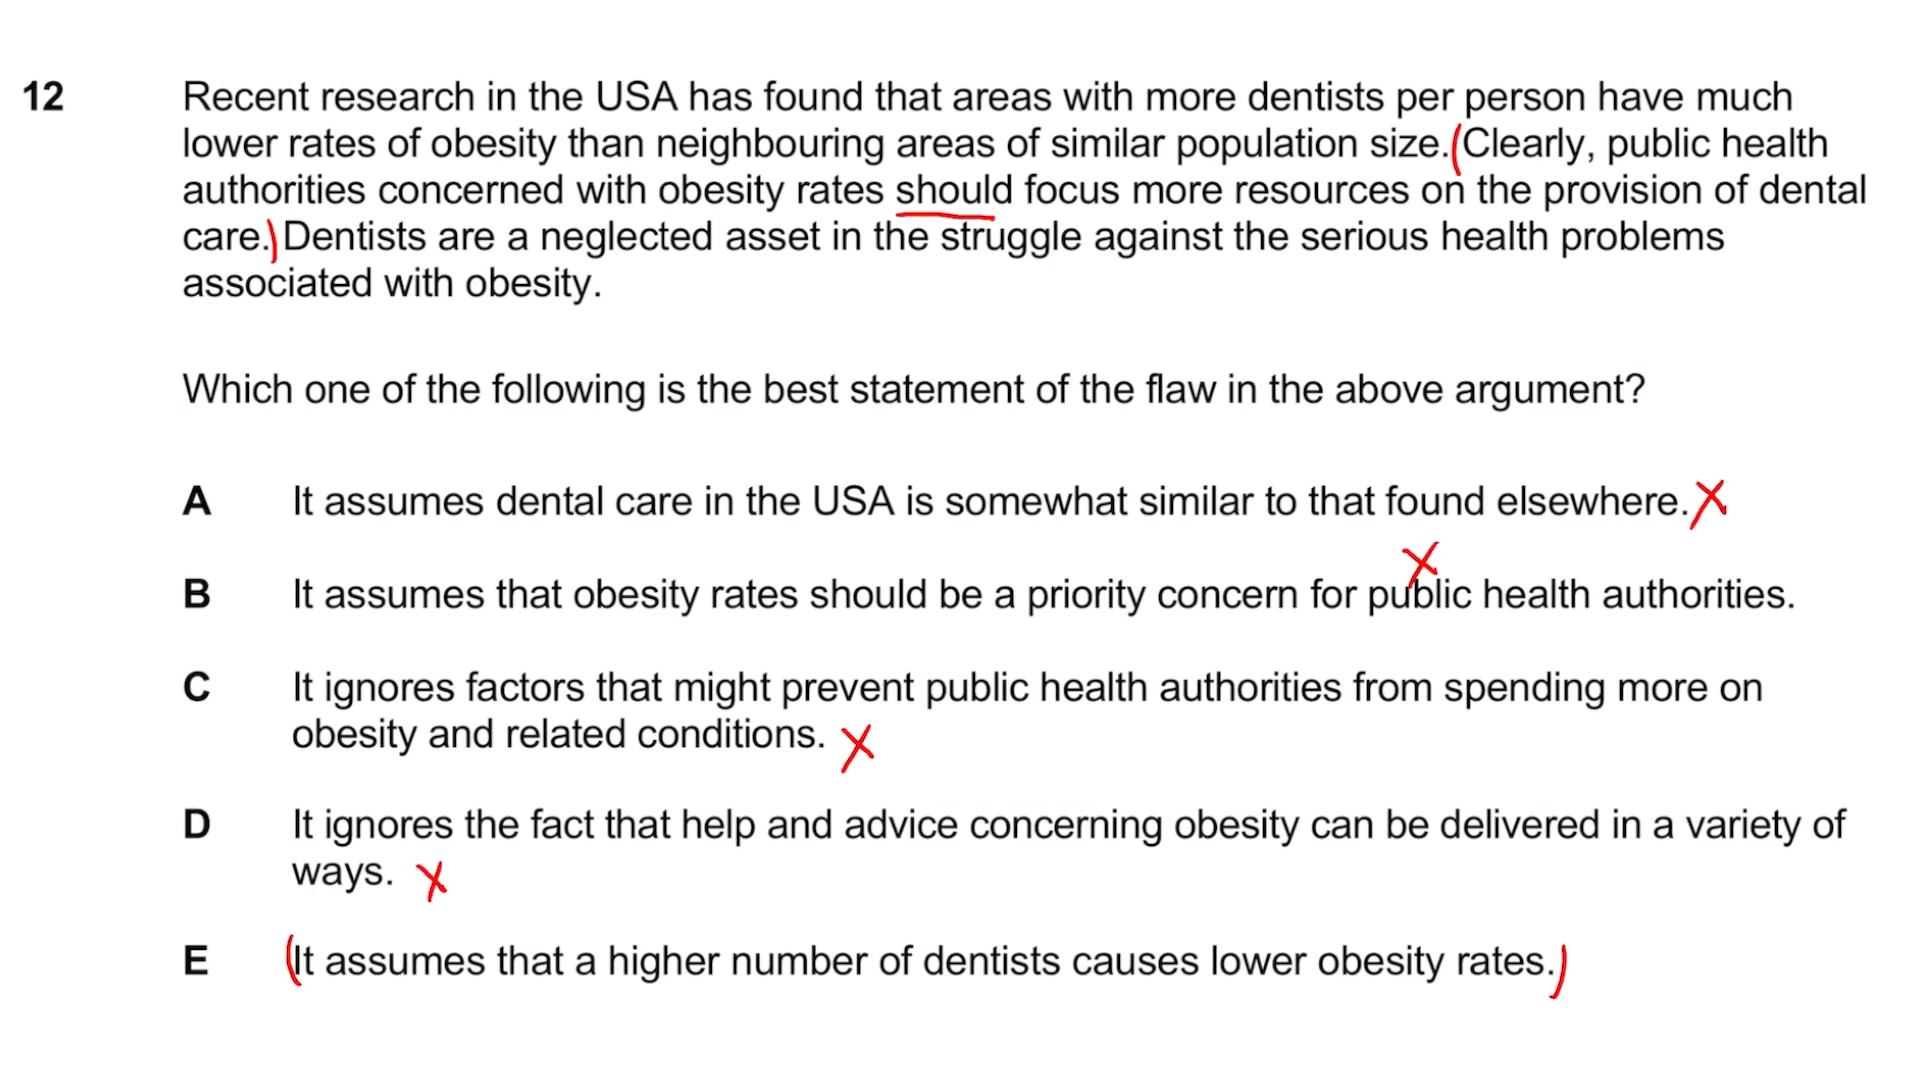 12 Recent research in the USA has found that areas with more dentists per person have much
lower rates of obesity than neighbouring areas of similar population size. (Clearly, public health
authorities concerned with obesity rates should focus more resources on the provision of dental
care.) Dentists are a neglected asset in the struggle against the serious health problems
associated with obesity.
Which one of the following is the best statement of the flaw in the above argument?
A It assumes dental care in the USA is somewhat similar to that found elsewhere. X
X
B It assumes that obesity rates should be a priority concern for public health authorities.
C It ignores factors that might prevent public health authorities from spending more on
obesity and related conditions. X
D It ignores the fact that help and advice concerning obesity can be delivered in a variety of
ways. X
E (It assumes that a higher number of dentists causes lower obesity rates.)